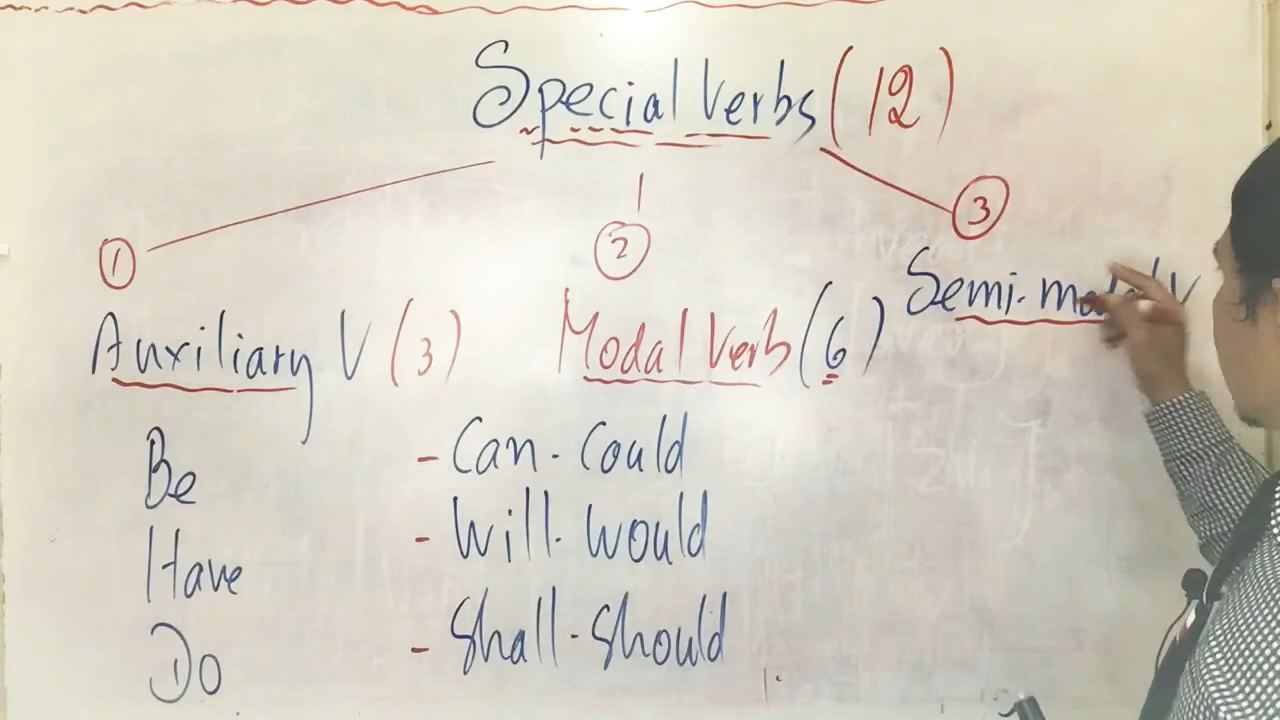 Special Verbs (12)
1
2
3
Auxiliary V (3)
Modal Verb (6)
Semi-modal V
Be
Have
Do
- Can - Could
- Will - Would
- Shall - Should